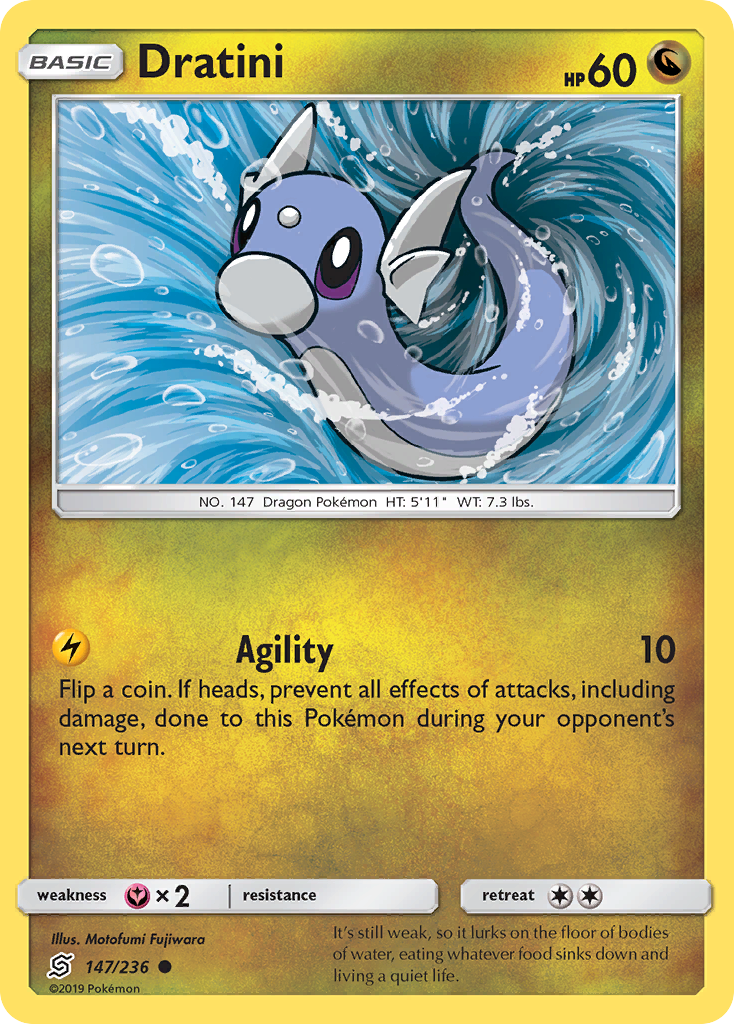 BASIC Dratini HP60
NO. 147 Dragon Pokémon HT: 5'11" WT: 7.3 lbs.
Agility 10
Flip a coin. If heads, prevent all effects of attacks, including
damage, done to this Pokémon during your opponent's
next turn.
weakness ×2 resistance retreat
Illus. Motofumi Fujiwara
147/236
©2019 Pokémon
It's still weak, so it lurks on the floor of bodies
of water, eating whatever food sinks down and
living a quiet life.